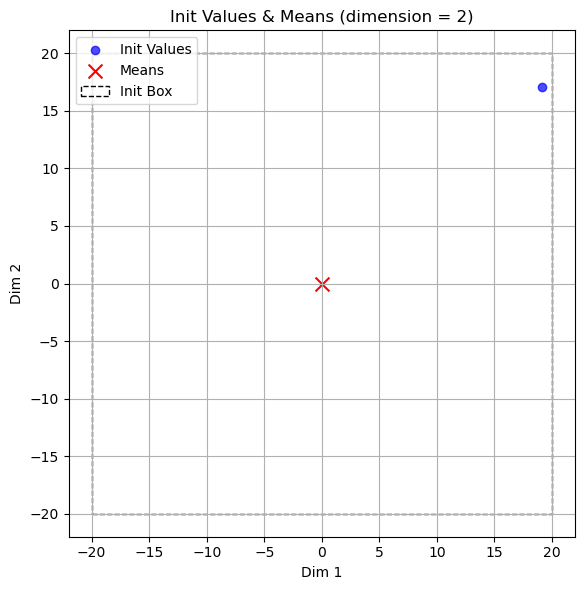 Init Values & Means (dimension = 2)
Init Values
Means
Init Box
20
15
10
5
0
−5
−10
−15
−20
Dim 2
−20 −15 −10 −5 0 5 10 15 20
Dim 1